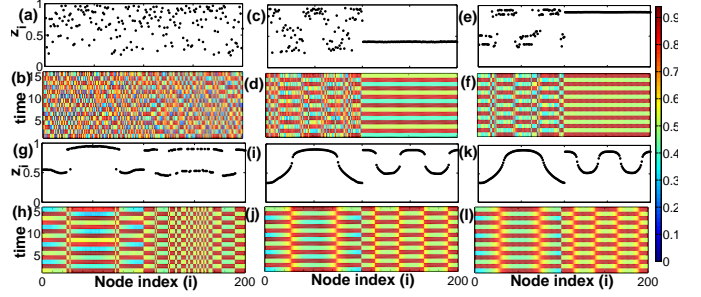 (a) (c) (e)
1
z_i
0.5
0
(b) (d) (f)
time
15
10
5
(g) (i) (k)
1
z_i
0.5
0
(h) (j) (l)
time
15
10
5
0 Node index (i) 200 0 Node index (i) 200 0 Node index (i) 200
0.9
0.8
0.7
0.6
0.5
0.4
0.3
0.2
0.1
0